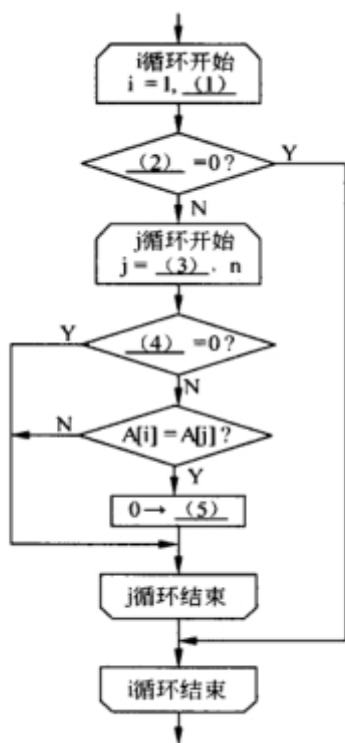 i循环开始
i = 1, (1)
(2) =0? Y
N
j循环开始
j = (3), n
Y (4) =0?
N
N A[i] = A[j]?
Y
0→ (5)
j循环结束
i循环结束